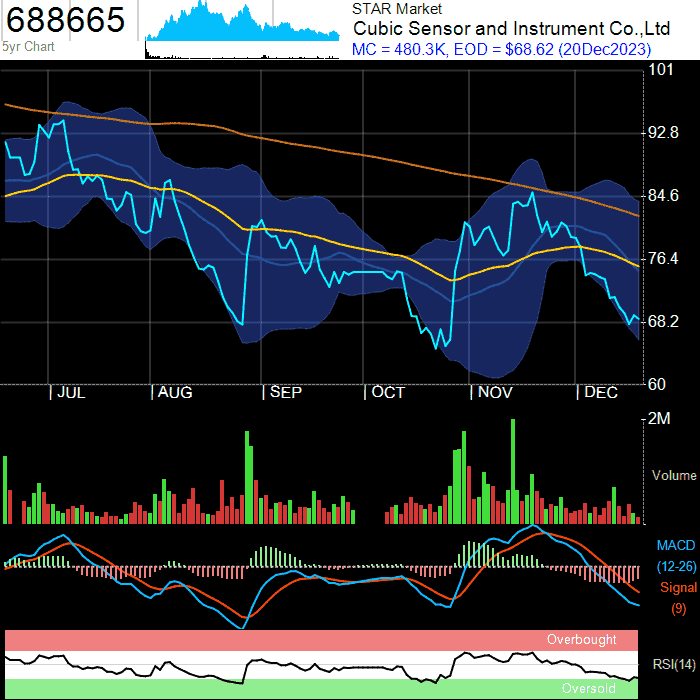 688665
5yr Chart
STAR Market
Cubic Sensor and Instrument Co.,Ltd
MC = 480.3K, EOD = $68.62 (20Dec2023)
101
92.8
84.6
76.4
68.2
60
| JUL | AUG | SEP | OCT | NOV | DEC
2M
Volume
MACD
(12-26)
Signal
(9)
Overbought
RSI(14)
Oversold